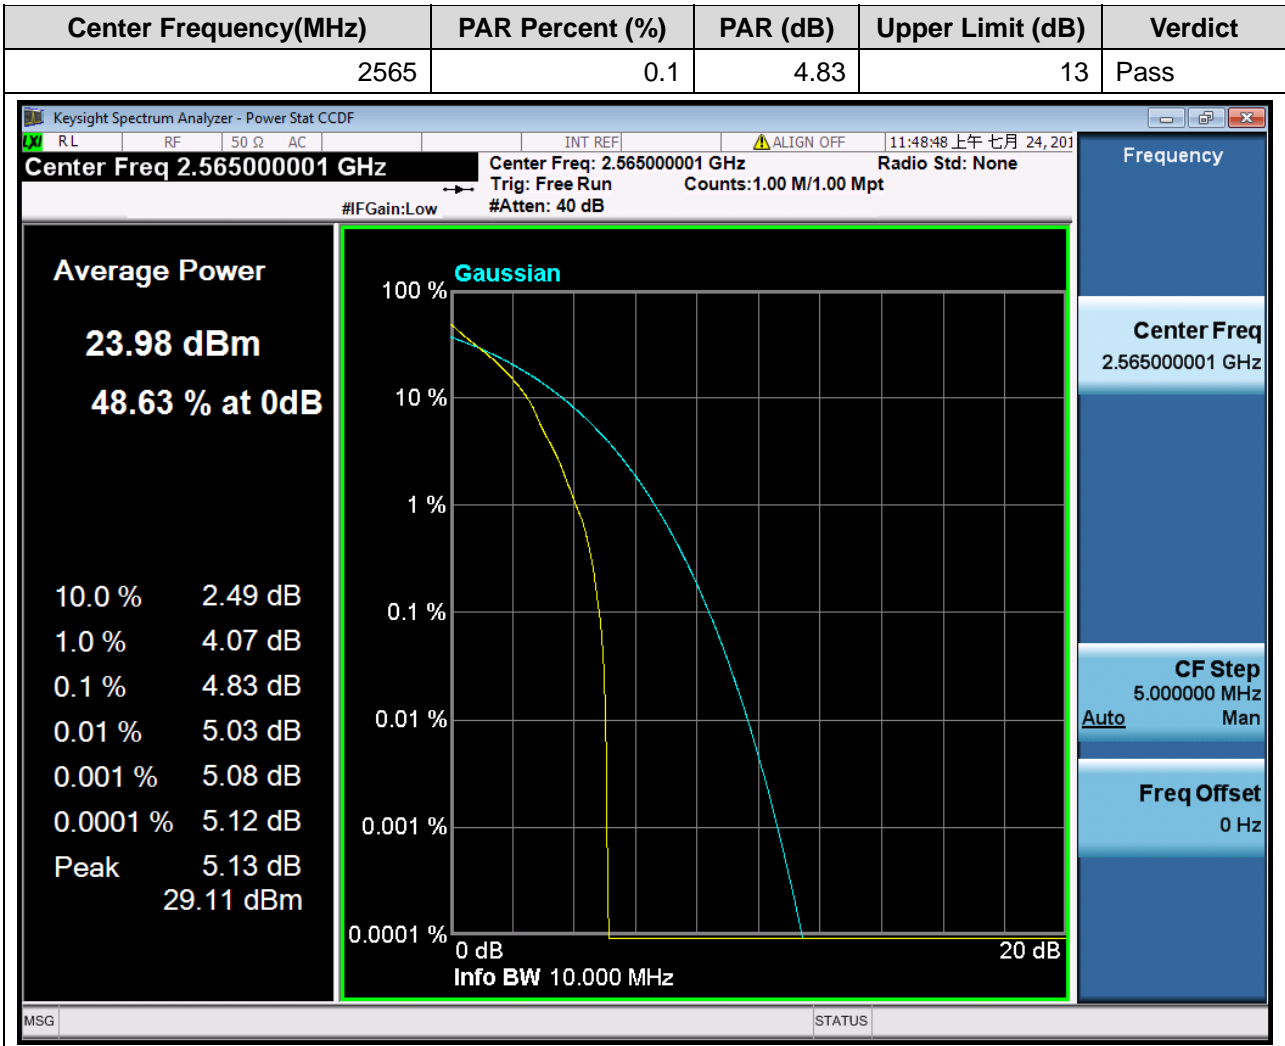 Center Frequency(MHz) PAR Percent (%) PAR (dB) Upper Limit (dB) Verdict
2565 0.1 4.83 13 Pass
Keysight Spectrum Analyzer - Power Stat CCDF
LXI RL RF 50 Ω AC INT REF ⚠ALIGN OFF 11:48:48 上午 七月 24, 201
Center Freq 2.565000001 GHz
Center Freq: 2.565000001 GHz Radio Std: None
Trig: Free Run Counts:1.00 M/1.00 Mpt
#IFGain:Low #Atten: 40 dB
Frequency
Average Power
23.98 dBm
48.63 % at 0dB
10.0 % 2.49 dB
1.0 % 4.07 dB
0.1 % 4.83 dB
0.01 % 5.03 dB
0.001 % 5.08 dB
0.0001 % 5.12 dB
Peak 5.13 dB
29.11 dBm
Gaussian
100 %
10 %
1 %
0.1 %
0.01 %
0.001 %
0.0001 %
0 dB 20 dB
Info BW 10.000 MHz
Center Freq
2.565000001 GHz
CF Step
5.000000 MHz
Auto Man
Freq Offset
0 Hz
MSG STATUS